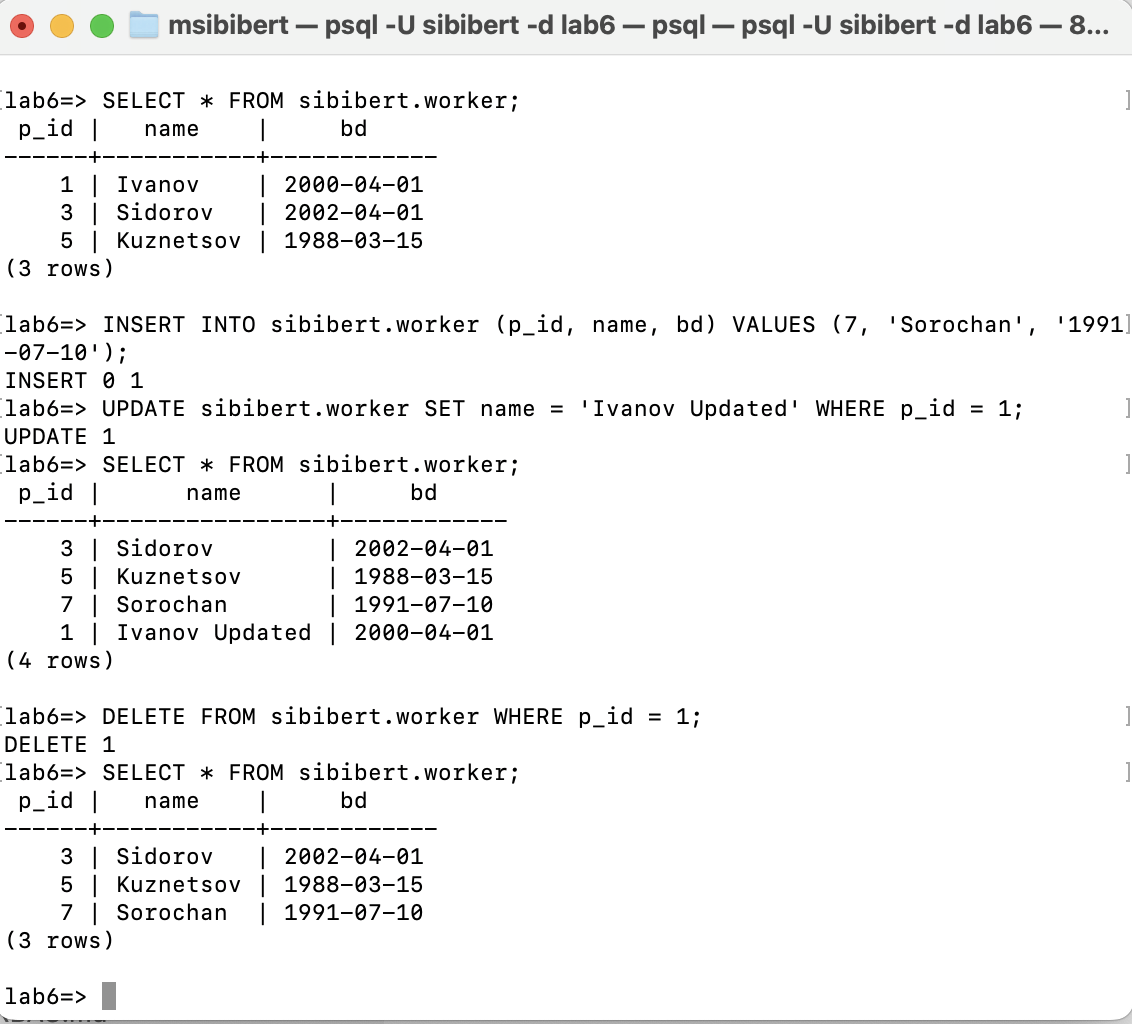 msibibert — psql -U sibibert -d lab6 — psql — psql -U sibibert -d lab6 — 8...
[lab6=> SELECT * FROM sibibert.worker; ]
 p_id |   name    |     bd
------+-----------+------------
    1 | Ivanov    | 2000-04-01
    3 | Sidorov   | 2002-04-01
    5 | Kuznetsov | 1988-03-15
(3 rows)
[lab6=> INSERT INTO sibibert.worker (p_id, name, bd) VALUES (7, 'Sorochan', '1991]
-07-10');
INSERT 0 1
[lab6=> UPDATE sibibert.worker SET name = 'Ivanov Updated' WHERE p_id = 1; ]
UPDATE 1
[lab6=> SELECT * FROM sibibert.worker; ]
 p_id |      name      |     bd
------+----------------+------------
    3 | Sidorov        | 2002-04-01
    5 | Kuznetsov      | 1988-03-15
    7 | Sorochan       | 1991-07-10
    1 | Ivanov Updated | 2000-04-01
(4 rows)
[lab6=> DELETE FROM sibibert.worker WHERE p_id = 1; ]
DELETE 1
[lab6=> SELECT * FROM sibibert.worker; ]
 p_id |   name    |     bd
------+-----------+------------
    3 | Sidorov   | 2002-04-01
    5 | Kuznetsov | 1988-03-15
    7 | Sorochan  | 1991-07-10
(3 rows)
lab6=>